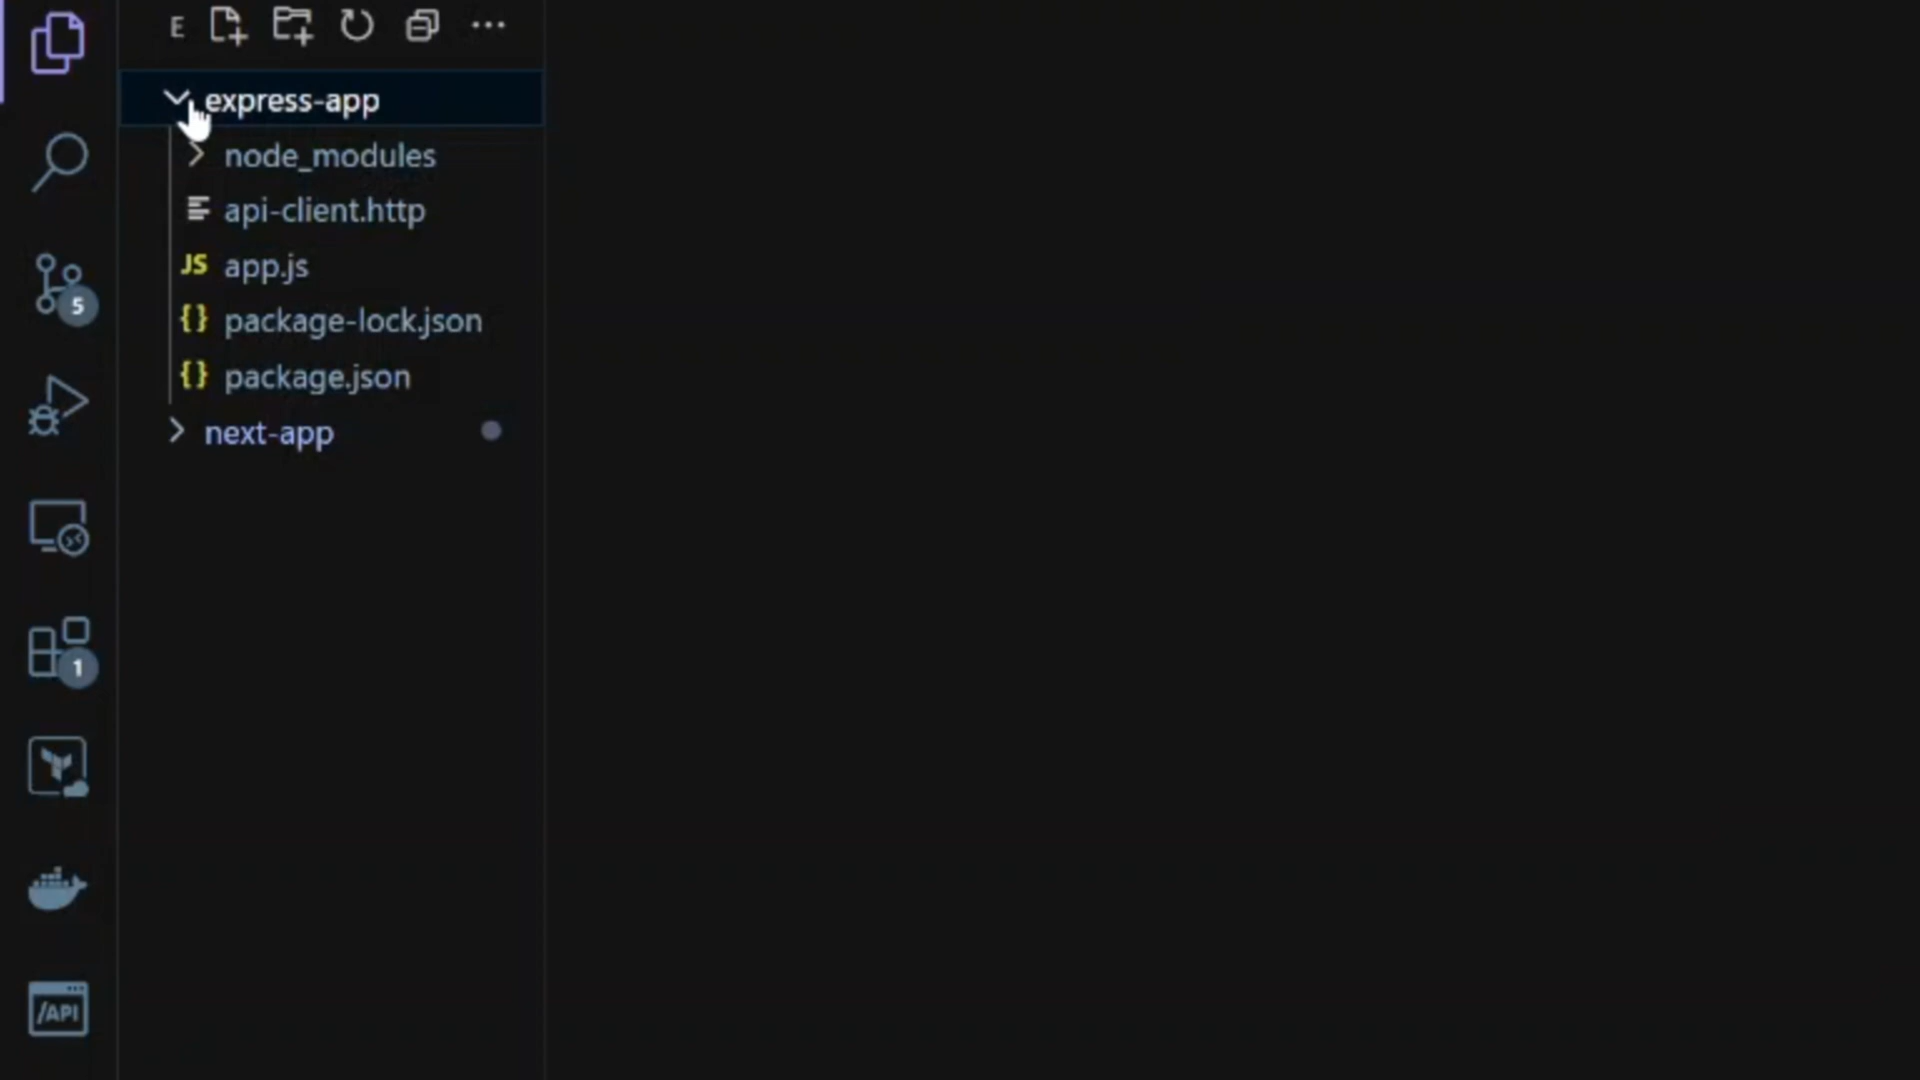 E
express-app
node_modules
api-client.http
JS app.js
{} package-lock.json
{} package.json
next-app
5
1
/API